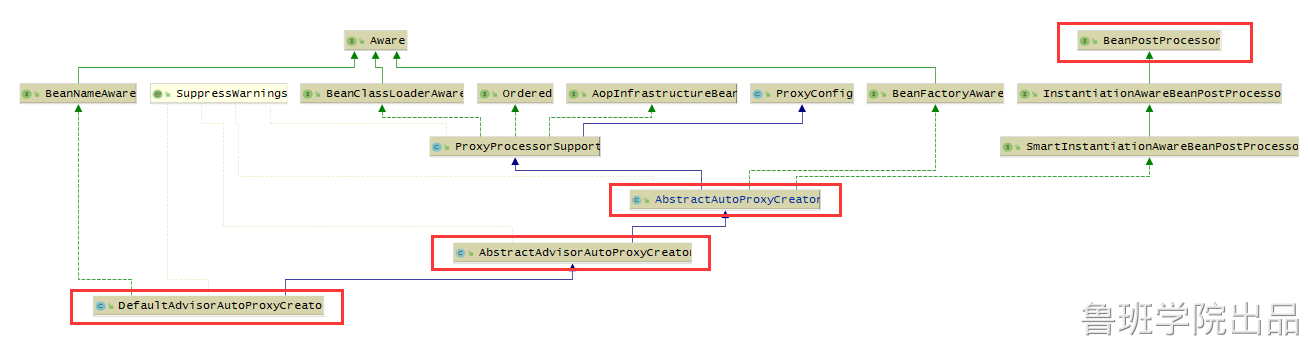 Aware
BeanPostProcessor
BeanNameAware
SuppressWarnings
BeanClassLoaderAware
Ordered
AopInfrastructureBean
ProxyConfig
BeanFactoryAware
InstantiationAwareBeanPostProcesso
ProxyProcessorSupport
SmartInstantiationAwareBeanPostProcesso
AbstractAutoProxyCreator
AbstractAdvisorAutoProxyCreator
DefaultAdvisorAutoProxyCreato
鲁班学院出品